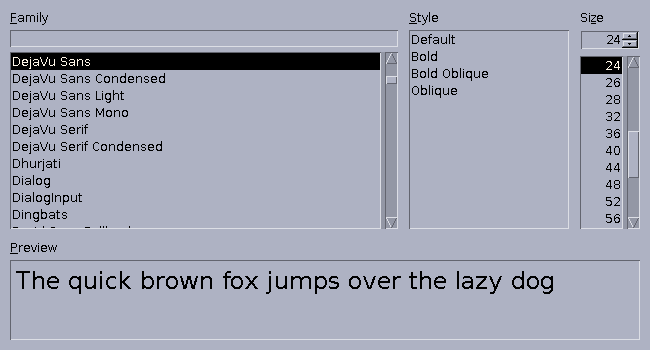 Family
DejaVu Sans
DejaVu Sans Condensed
DejaVu Sans Light
DejaVu Sans Mono
DejaVu Serif
DejaVu Serif Condensed
Dhurjati
Dialog
DialogInput
Dingbats
Style
Default
Bold
Bold Oblique
Oblique
Size
24
24
26
28
32
36
40
44
48
52
56
Preview
The quick brown fox jumps over the lazy dog